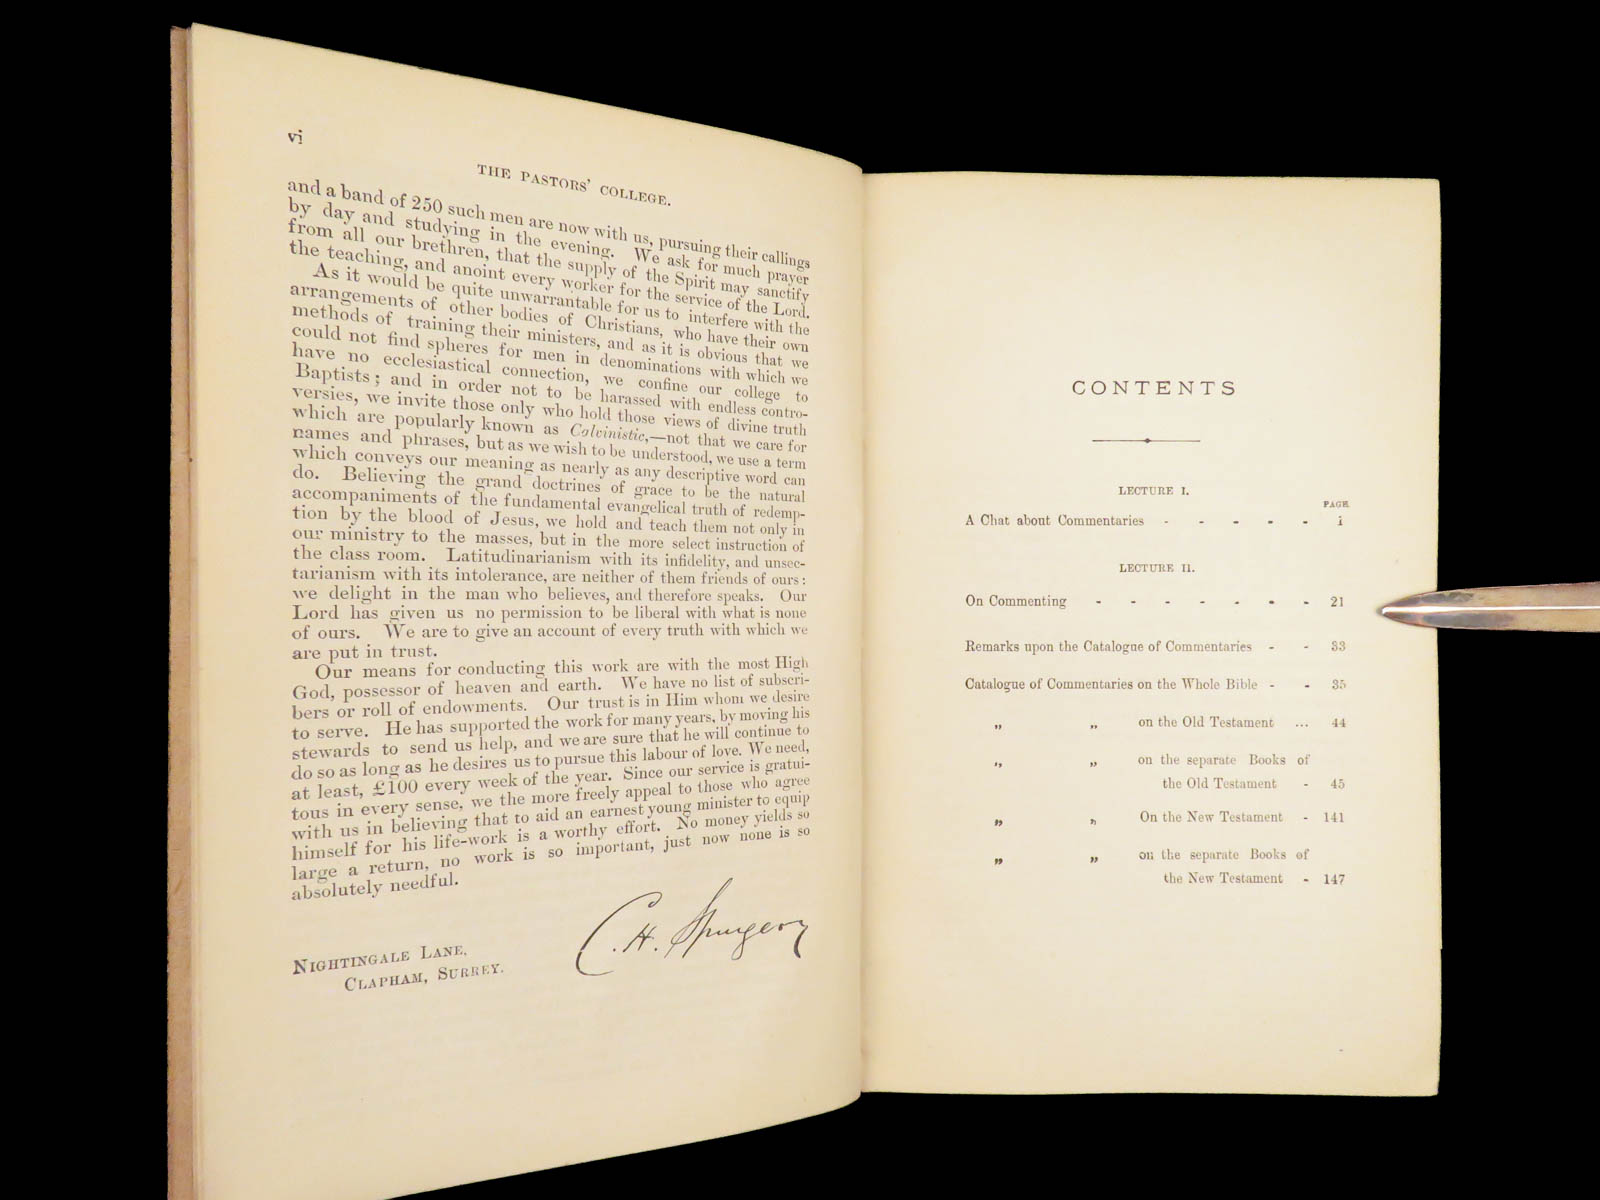 vi
THE PASTORS' COLLEGE.
and a band of 250 such men are now with us, pursuing their callings
by day and studying in the evening. We ask for much prayer
from all our brethren, that the supply of the Spirit may sanctify
the teaching, and anoint every worker for the service of the Lord.
As it would be quite unwarrantable for us to interfere with the
arrangements of other bodies of Christians, who have their own
methods of training their ministers, and as it is obvious that we
could not find spheres for men in denominations with which we
have no ecclesiastical connection, we confine our college to
Baptists; and in order not to be harassed with endless contro-
versies, we invite those only who hold those views of divine truth
which are popularly known as Calvinistic,—not that we care for
names and phrases, but as we wish to be understood, we use a term
which conveys our meaning as nearly as any descriptive word can
do. Believing the grand doctrines of grace to be the natural
accompaniments of the fundamental evangelical truth of redemp-
tion by the blood of Jesus, we hold and teach them not only in
our ministry to the masses, but in the more select instruction of
the class room. Latitudinarianism with its infidelity, and unsec-
tarianism with its intolerance, are neither of them friends of ours:
we delight in the man who believes, and therefore speaks. Our
Lord has given us no permission to be liberal with what is none
of ours. We are to give an account of every truth with which we
are put in trust.
Our means for conducting this work are with the most High
God, possessor of heaven and earth. We have no list of subscri-
bers or roll of endowments. Our trust is in Him whom we desire
to serve. He has supported the work for many years, by moving his
stewards to send us help, and we are sure that he will continue to
do so as long as he desires us to pursue this labour of love. We need,
at least, £100 every week of the year. Since our service is gratui-
tous in every sense, we the more freely appeal to those who agree
with us in believing that to aid an earnest young minister to equip
himself for his life-work is a worthy effort. No money yields so
large a return, no work is so important, just now none is so
absolutely needful.
C. H. Spurgeon
NIGHTINGALE LANE,
CLAPHAM, SURREY.
CONTENTS
LECTURE I.
PAGE
A Chat about Commentaries - - - - - i
LECTURE II.
On Commenting - - - - - - - 21
Remarks upon the Catalogue of Commentaries - - 33
Catalogue of Commentaries on the Whole Bible - - 35
„ „ on the Old Testament ... 44
„ „ on the separate Books of
the Old Testament - 45
„ „ On the New Testament - 141
„ „ on the separate Books of
the New Testament - 147